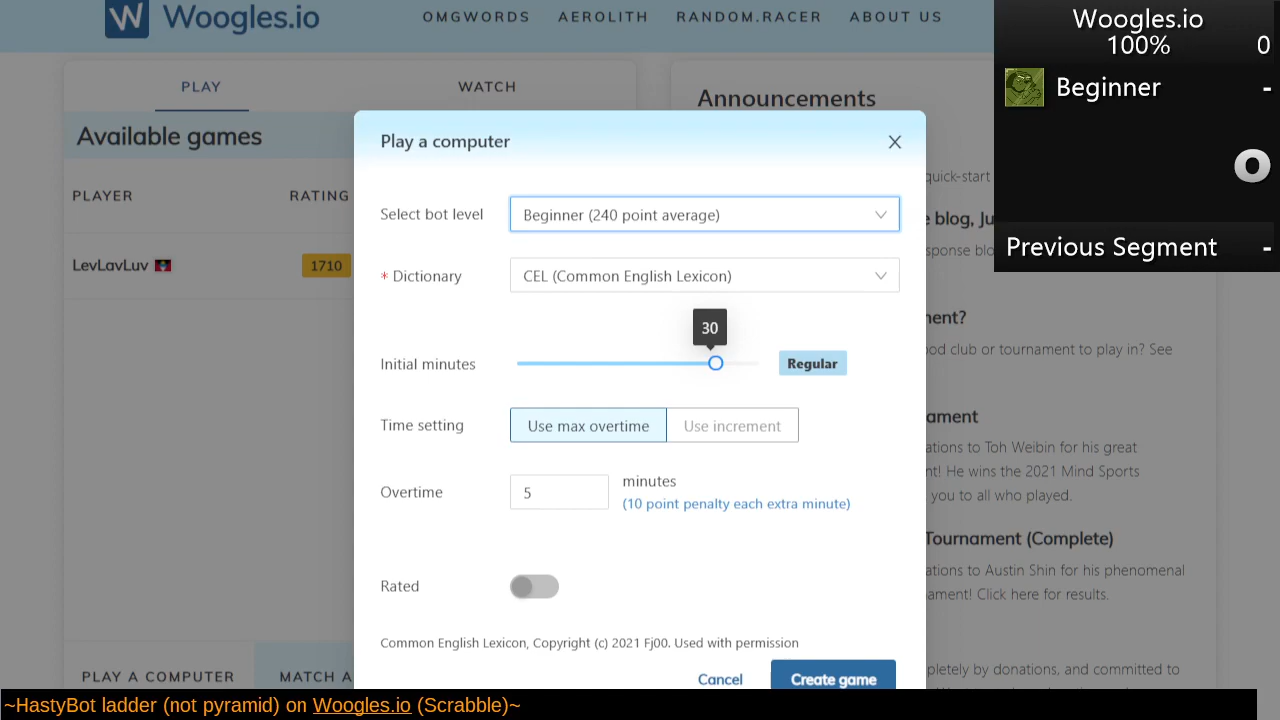 Woogles.io
OMGWORDS AEROLITH RANDOM.RACER ABOUT US
PLAY WATCH
Available games
PLAYER RATING
LevLavLuv 1710
PLAY A COMPUTER MATCH A
Play a computer
Select bot level Beginner (240 point average)
* Dictionary CEL (Common English Lexicon)
30
Initial minutes Regular
Time setting Use max overtime Use increment
Overtime 5 minutes
(10 point penalty each extra minute)
Rated
Common English Lexicon, Copyright (c) 2021 Fj00. Used with permission
Cancel Create game
Announcements
quick-start
blog, Ju
sponse blo
ment?
ood club or tournament to play in? See
ament
ations to Toh Weibin for his great
nt! He wins the 2021 Mind Sports
you to all who played.
Tournament (Complete)
ations to Austin Shin for his phenomenal
nament! Click here for results.
pletely by donations, and committed to
Woogles.io
100% 0
Beginner -
0
Previous Segment -
~HastyBot ladder (not pyramid) on Woogles.io (Scrabble)~